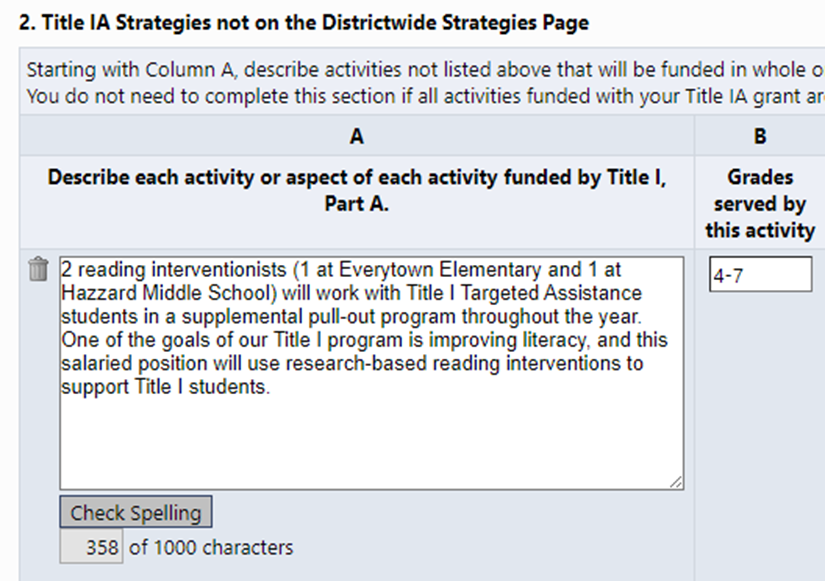 2. Title IA Strategies not on the Districtwide Strategies Page
Starting with Column A, describe activities not listed above that will be funded in whole o
You do not need to complete this section if all activities funded with your Title IA grant ar
A
B
Describe each activity or aspect of each activity funded by Title I,
Part A.
Grades
served by
this activity
2 reading interventionists (1 at Everytown Elementary and 1 at
Hazzard Middle School) will work with Title I Targeted Assistance
students in a supplemental pull-out program throughout the year.
One of the goals of our Title I program is improving literacy, and this
salaried position will use research-based reading interventions to
support Title I students.
4-7
Check Spelling
358 of 1000 characters